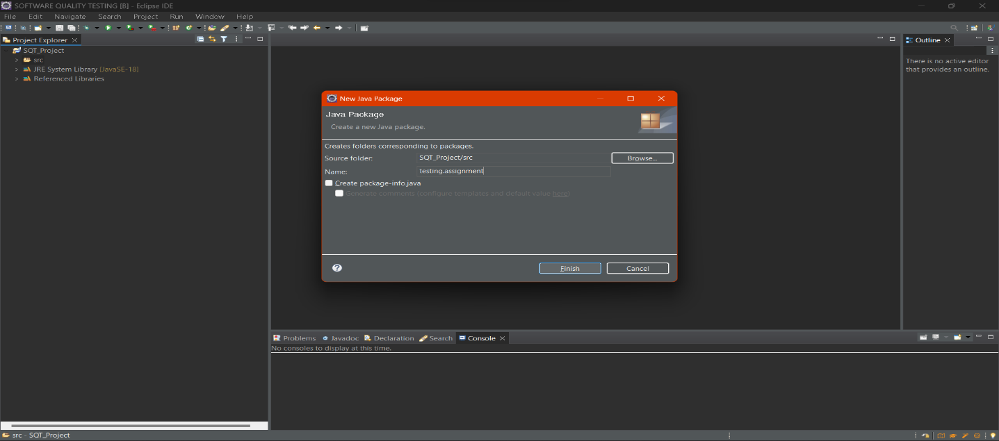 SOFTWARE QUALITY TESTING [B] - Eclipse IDE
File Edit Navigate Search Project Run Window Help
Project Explorer
SQT_Project
src
JRE System Library [JavaSE-18]
Referenced Libraries
Outline
There is no active editor
that provides an outline.
New Java Package
Java Package
Create a new Java package.
Creates folders corresponding to packages.
Source folder: SQT_Project/src Browse...
Name: testing.assignment
Create package-info.java
Generate comments (configure templates and default value here)
? Finish Cancel
Problems Javadoc Declaration Search Console
No consoles to display at this time.
src - SQT_Project